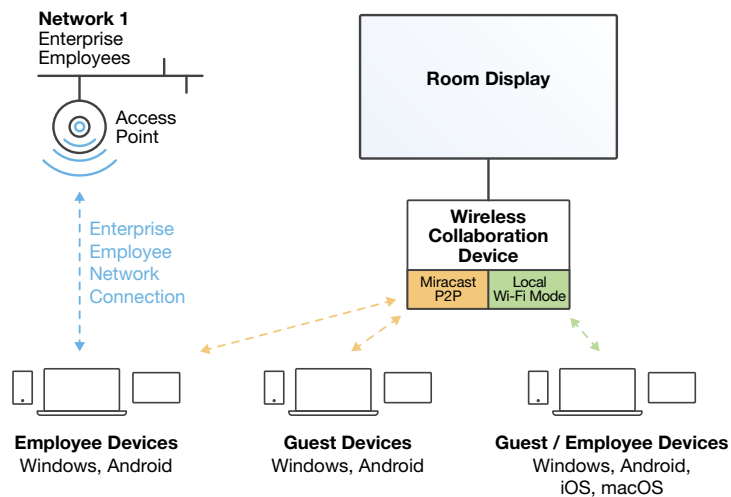 Network 1
Enterprise
Employees
Access
Point
Room Display
Enterprise
Employee
Network
Connection
Wireless
Collaboration
Device
Miracast
P2P
Local
Wi-Fi Mode
Employee Devices
Windows, Android
Guest Devices
Windows, Android
Guest / Employee Devices
Windows, Android,
iOS, macOS